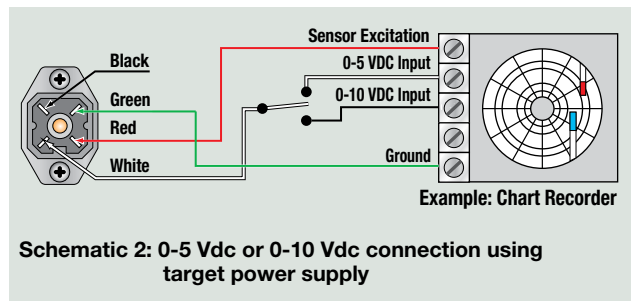 Sensor Excitation
Black
0-5 VDC Input
Green
0-10 VDC Input
Red
White
Ground
Example: Chart Recorder
Schematic 2: 0-5 Vdc or 0-10 Vdc connection using
target power supply